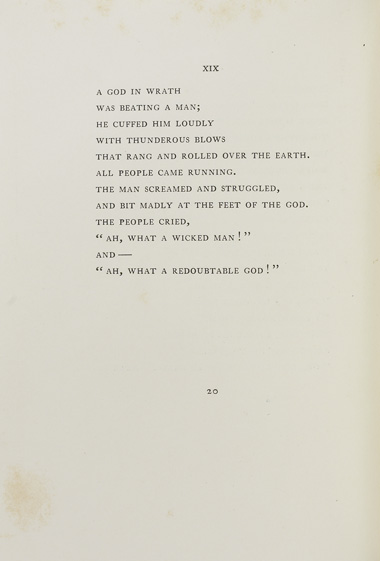 XIX
A GOD IN WRATH
WAS BEATING A MAN;
HE CUFFED HIM LOUDLY
WITH THUNDEROUS BLOWS
THAT RANG AND ROLLED OVER THE EARTH.
ALL PEOPLE CAME RUNNING.
THE MAN SCREAMED AND STRUGGLED,
AND BIT MADLY AT THE FEET OF THE GOD.
THE PEOPLE CRIED,
“ AH, WHAT A WICKED MAN ! ”
AND —
“ AH, WHAT A REDOUBTABLE GOD ! ”
20